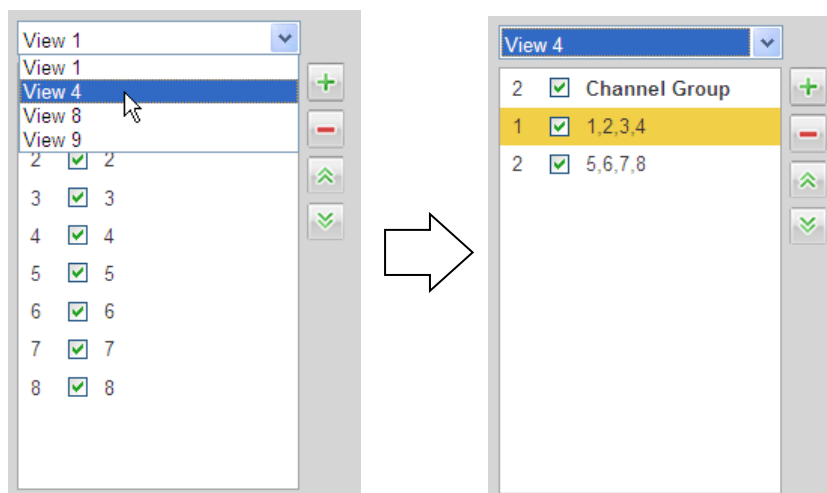 View 1
View 1
View 4
View 8
View 9
2 2
3 3
4 4
5 5
6 6
7 7
8 8
View 4
2 Channel Group
1 1,2,3,4
2 5,6,7,8